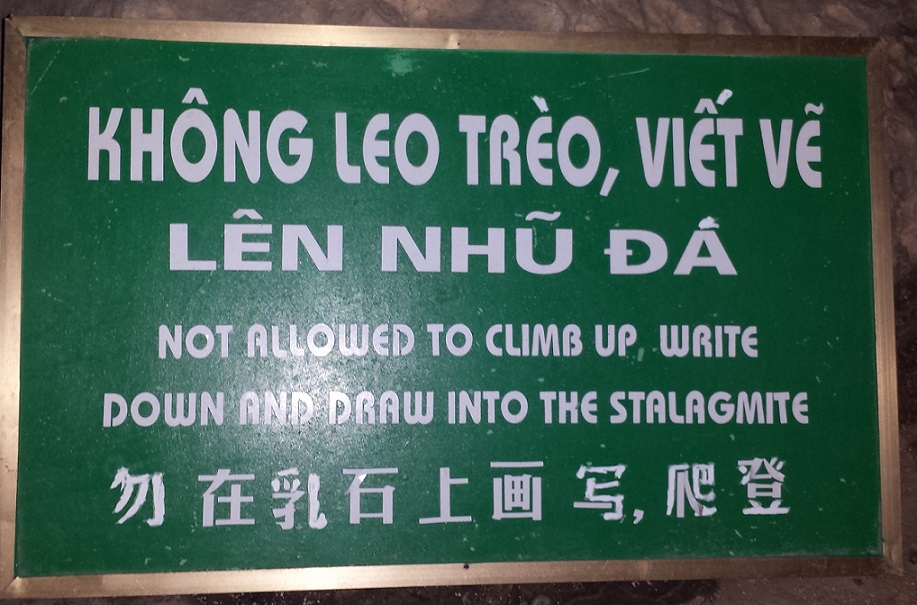 KHÔNG LEO TRÈO, VIẾT VẼ
LÊN NHŨ ĐÁ
NOT ALLOWED TO CLIMB UP WRITE
DOWN AND DRAW INTO THE STALAGMITE
勿在乳石上画写,爬登